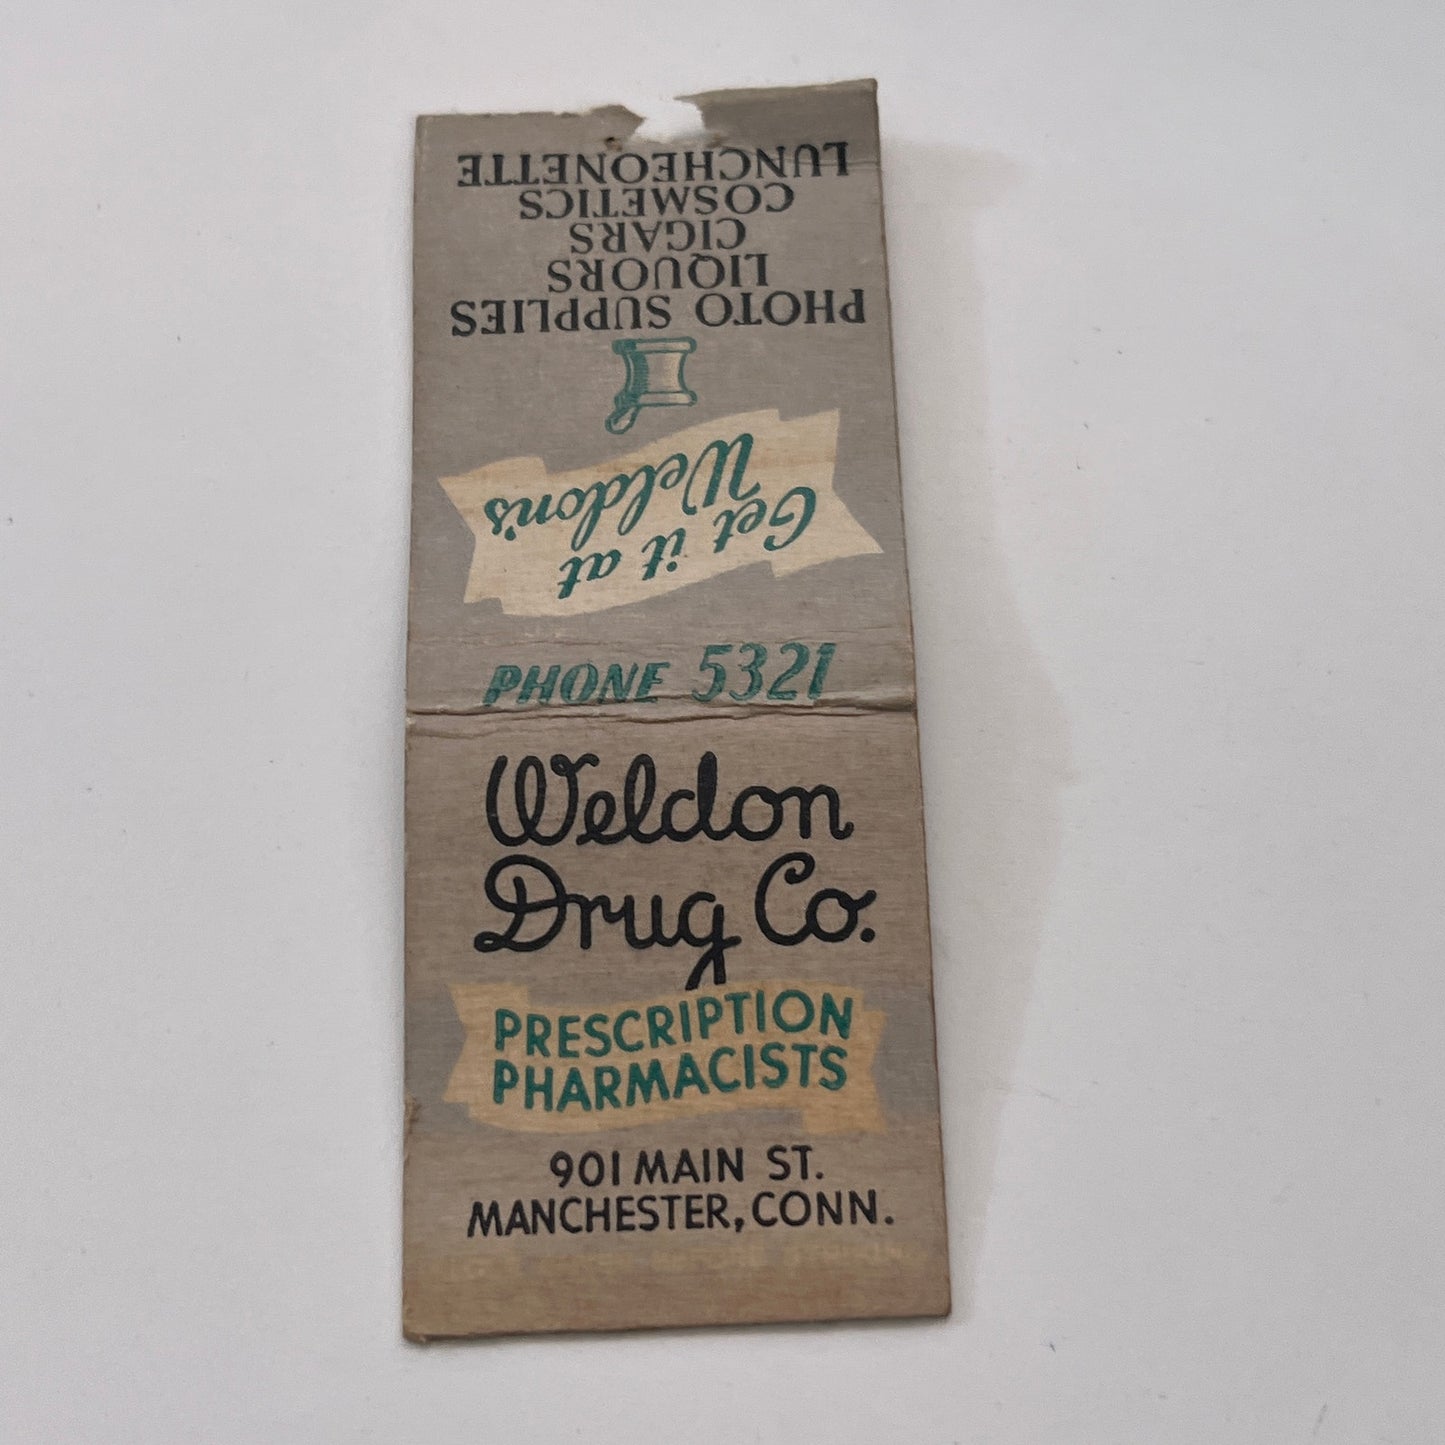 PHONE 5321
Weldon
Drug Co.
PRESCRIPTION
PHARMACISTS
901 MAIN ST.
MANCHESTER, CONN.
Get it at
Weldon's
PHOTO SUPPLIES
LIQUORS
CIGARS
COSMETICS
LUNCHEONETTE